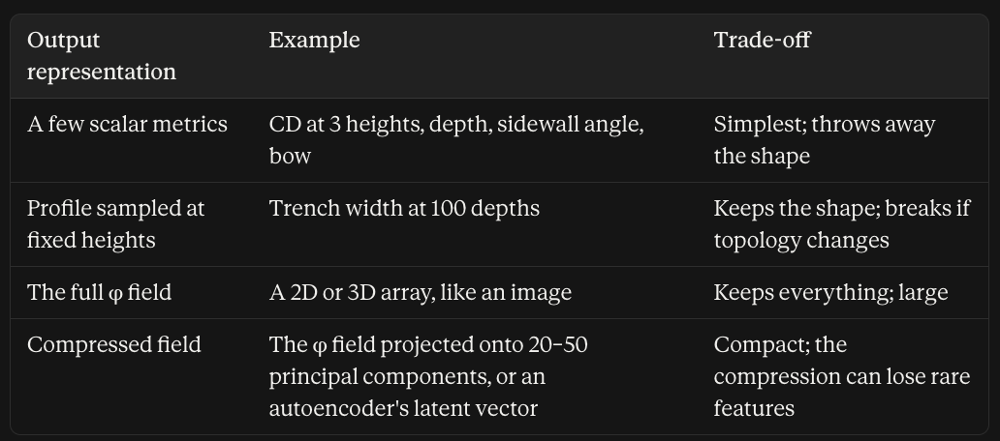 Output
representation
Example
Trade-off
A few scalar metrics
CD at 3 heights, depth, sidewall angle,
bow
Simplest; throws away
the shape
Profile sampled at
fixed heights
Trench width at 100 depths
Keeps the shape; breaks if
topology changes
The full φ field
A 2D or 3D array, like an image
Keeps everything; large
Compressed field
The φ field projected onto 20–50
principal components, or an
autoencoder's latent vector
Compact; the
compression can lose rare
features